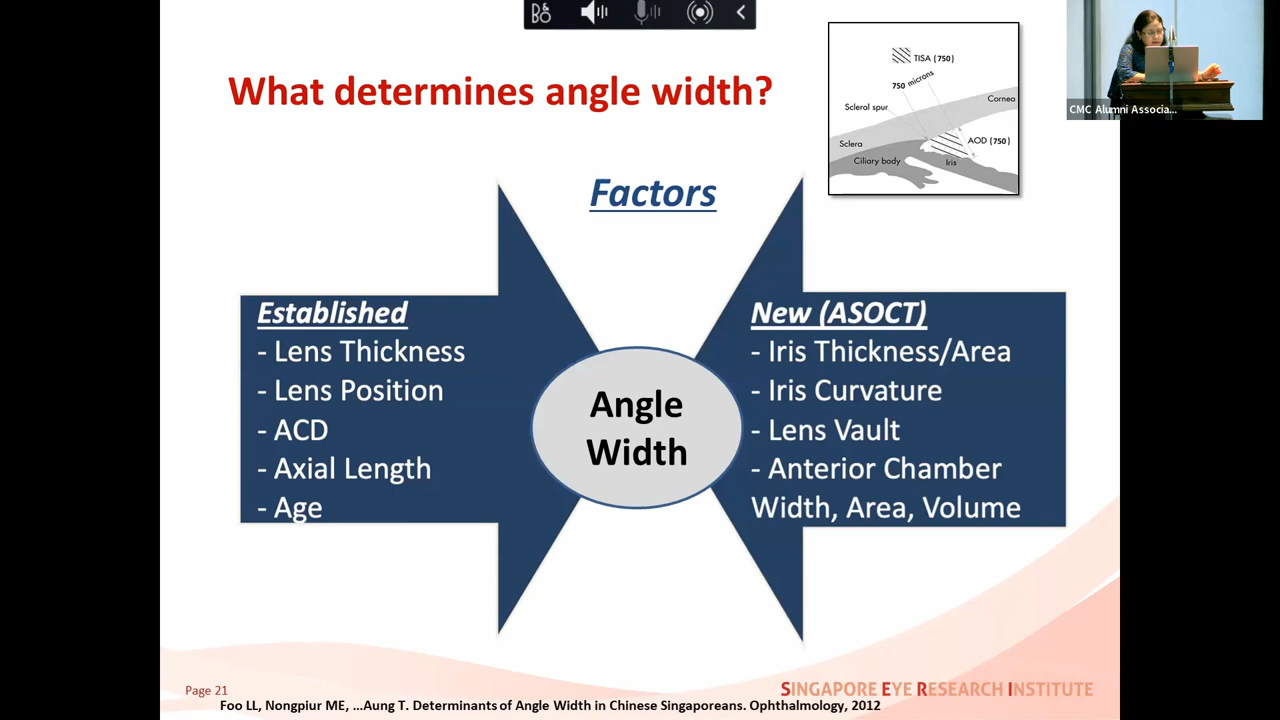 What determines angle width?
TISA (750)
750 microns
Cornea
Scleral spur
AOD (750)
Sclera
Ciliary body
Iris
CMC Alumni Associa...
Factors
Established
- Lens Thickness
- Lens Position
- ACD
- Axial Length
- Age
Angle
Width
New (ASOCT)
- Iris Thickness/Area
- Iris Curvature
- Lens Vault
- Anterior Chamber
Width, Area, Volume
Page 21
SINGAPORE EYE RESEARCH INSTITUTE
Foo LL, Nongpiur ME, ...Aung T. Determinants of Angle Width in Chinese Singaporeans. Ophthalmology, 2012